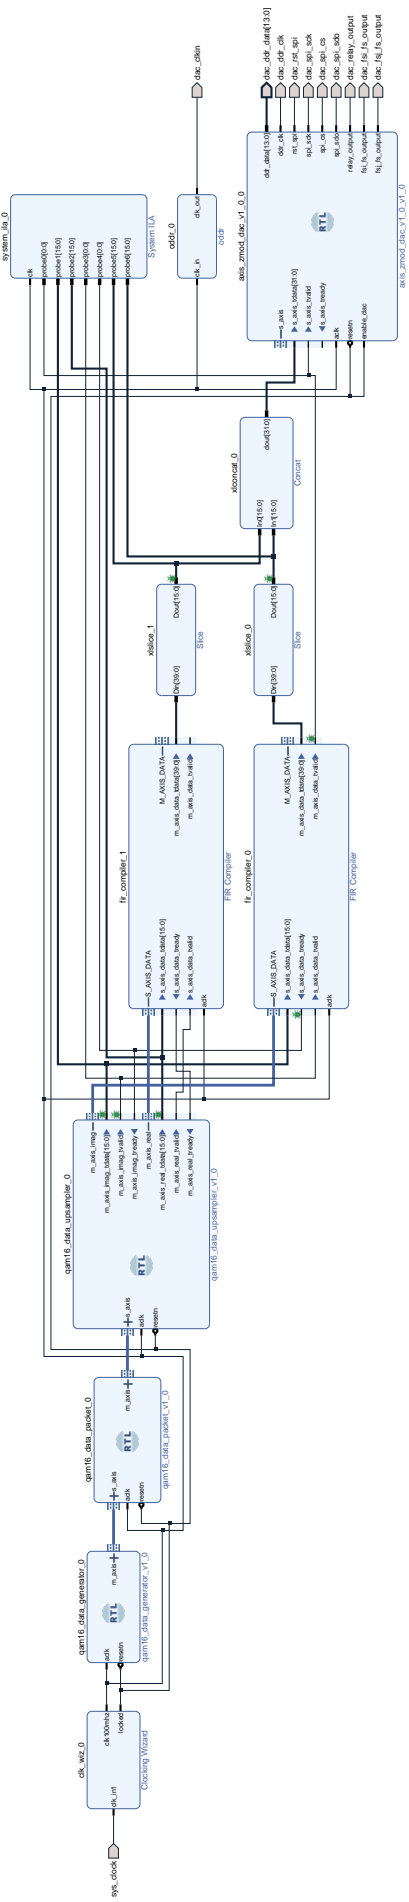 sys_clock
clk_wiz_0
clk_in1
clk100mhz
locked
Clocking Wizard
qam16_data_generator_0
aclk
resetn
m_axis
RTL
qam16_data_generator_v1_0
qam16_data_packet_0
s_axis
aclk
resetn
m_axis
RTL
qam16_data_packet_v1_0
qam16_data_upsampler_0
s_axis
aclk
resetn
RTL
m_axis_imag
m_axis_imag_tdata[15:0]
m_axis_imag_tvalid
m_axis_imag_tready
m_axis_real
m_axis_real_tdata[15:0]
m_axis_real_tvalid
m_axis_real_tready
qam16_data_upsampler_v1_0
fir_compiler_1
S_AXIS_DATA
s_axis_data_tdata[15:0]
s_axis_data_tready
s_axis_data_tvalid
aclk
M_AXIS_DATA
m_axis_data_tdata[39:0]
m_axis_data_tvalid
FIR Compiler
fir_compiler_0
S_AXIS_DATA
s_axis_data_tdata[15:0]
s_axis_data_tready
s_axis_data_tvalid
aclk
M_AXIS_DATA
m_axis_data_tdata[39:0]
m_axis_data_tvalid
FIR Compiler
xlslice_1
Din[39:0]
Dout[15:0]
Slice
xlslice_0
Din[39:0]
Dout[15:0]
Slice
xlconcat_0
In0[15:0]
In1[15:0]
dout[31:0]
Concat
system_ila_0
clk
probe0[0:0]
probe1[15:0]
probe2[15:0]
probe3[0:0]
probe4[0:0]
probe5[15:0]
probe6[15:0]
System ILA
oddr_0
clk_in
clk_out
oddr
dac_clkin
axis_zmod_dac_v1_0_0
s_axis
s_axis_tdata[31:0]
s_axis_tvalid
s_axis_tready
aclk
resetn
enable_dac
RTL
ddr_data[13:0]
ddr_clk
rst_spi
spi_sck
spi_cs
spi_sdo
relay_output
fsi_fs_output
fsj_fs_output
axis_zmod_dac_v1_0_v1_0
dac_ddr_data[13:0]
dac_ddr_clk
dac_rst_spi
dac_spi_sck
dac_spi_cs
dac_spi_sdo
dac_relay_output
dac_fsi_fs_output
dac_fsj_fs_output